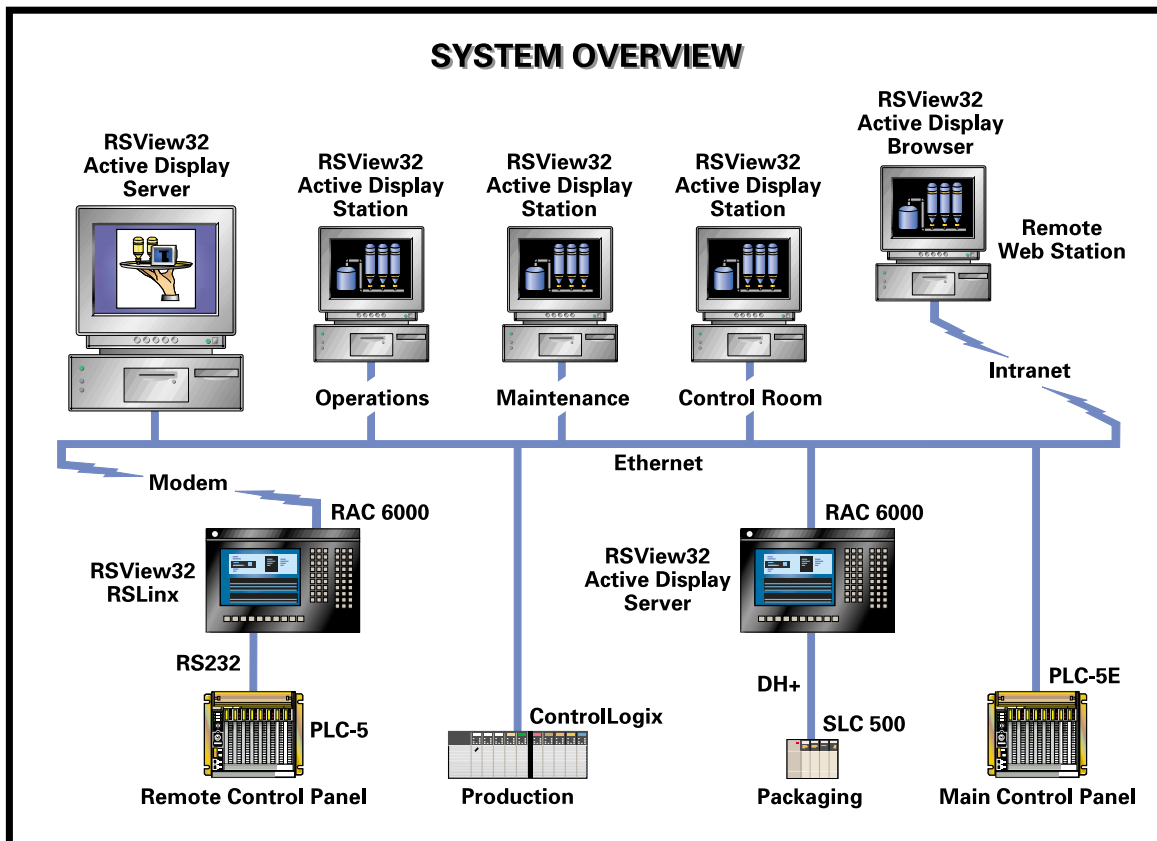 SYSTEM OVERVIEW
RSView32
Active Display
Server
RSView32
Active Display
Station
RSView32
Active Display
Station
RSView32
Active Display
Station
RSView32
Active Display
Browser
Remote
Web Station
Operations
Maintenance
Control Room
Intranet
Ethernet
Modem
RAC 6000
RSView32
RSLinx
RAC 6000
RSView32
Active Display
Server
RS232
PLC-5
Remote Control Panel
ControlLogix
Production
DH+
SLC 500
Packaging
PLC-5E
Main Control Panel